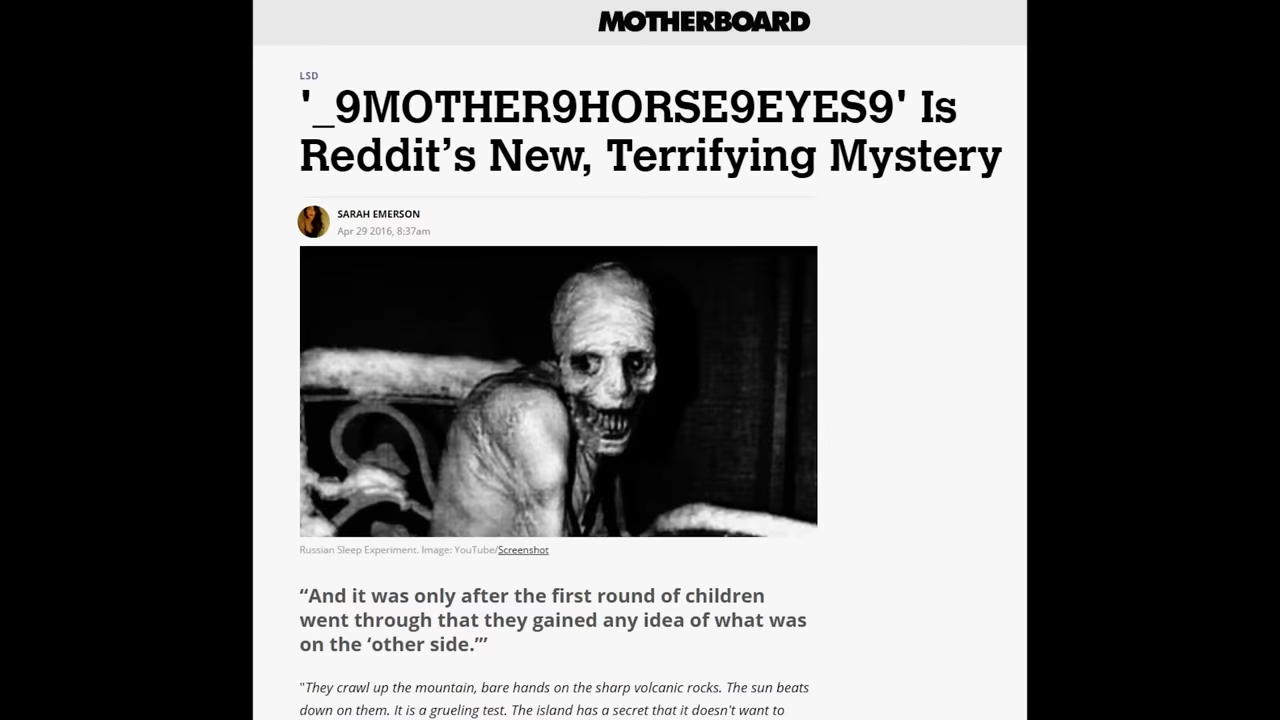 MOTHERBOARD
LSD
'_9MOTHER9HORSE9EYES9' Is
Reddit’s New, Terrifying Mystery
SARAH EMERSON
Apr 29 2016, 8:37am
Russian Sleep Experiment. Image: YouTube/Screenshot
“And it was only after the first round of children
went through that they gained any idea of what was
on the ‘other side.’”
"They crawl up the mountain, bare hands on the sharp volcanic rocks. The sun beats
down on them. It is a grueling test. The island has a secret that it doesn't want to